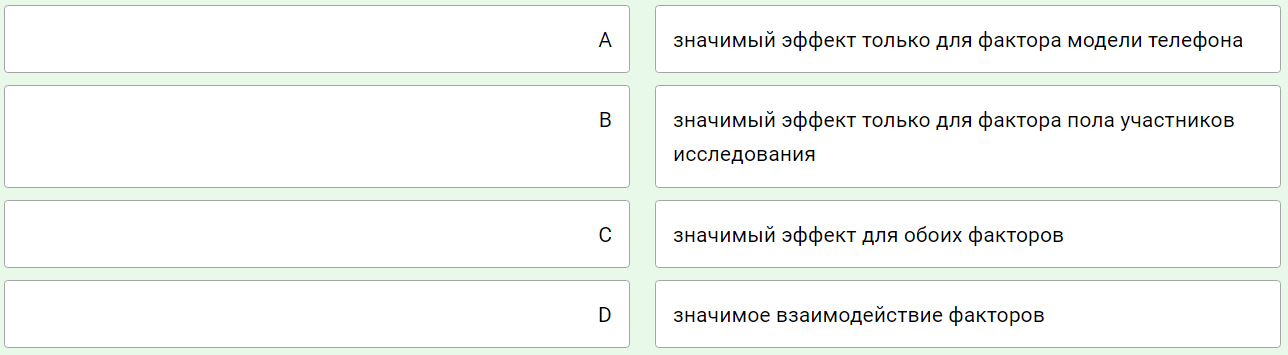 A
значимый эффект только для фактора модели телефона
B
значимый эффект только для фактора пола участников
исследования
C
значимый эффект для обоих факторов
D
значимое взаимодействие факторов